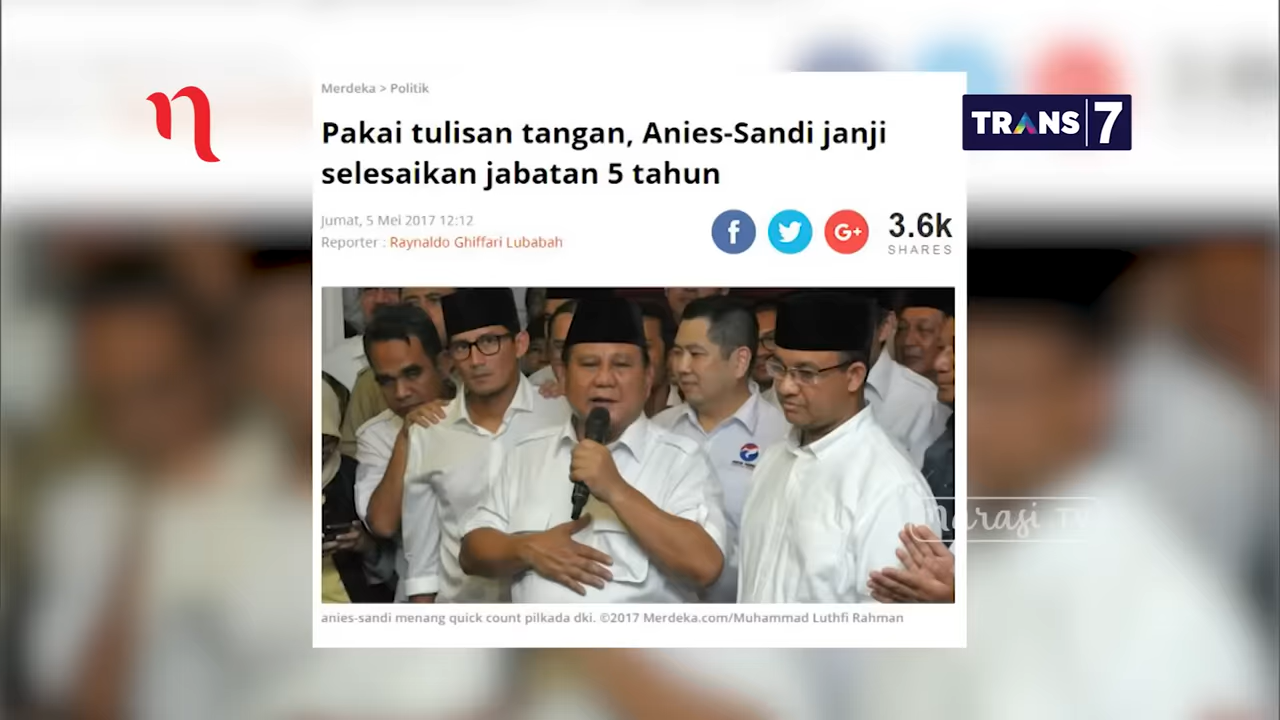 Merdeka > Politik
TRANS 7
Pakai tulisan tangan, Anies-Sandi janji
selesaikan jabatan 5 tahun
Jumat, 5 Mei 2017 12:12
3.6k
Reporter : Raynaldo Ghiffari Lubabah
SHARES
Narasi TV
anies-sandi menang quick count pilkada dki. ©2017 Merdeka.com/Muhammad Luthfi Rahman